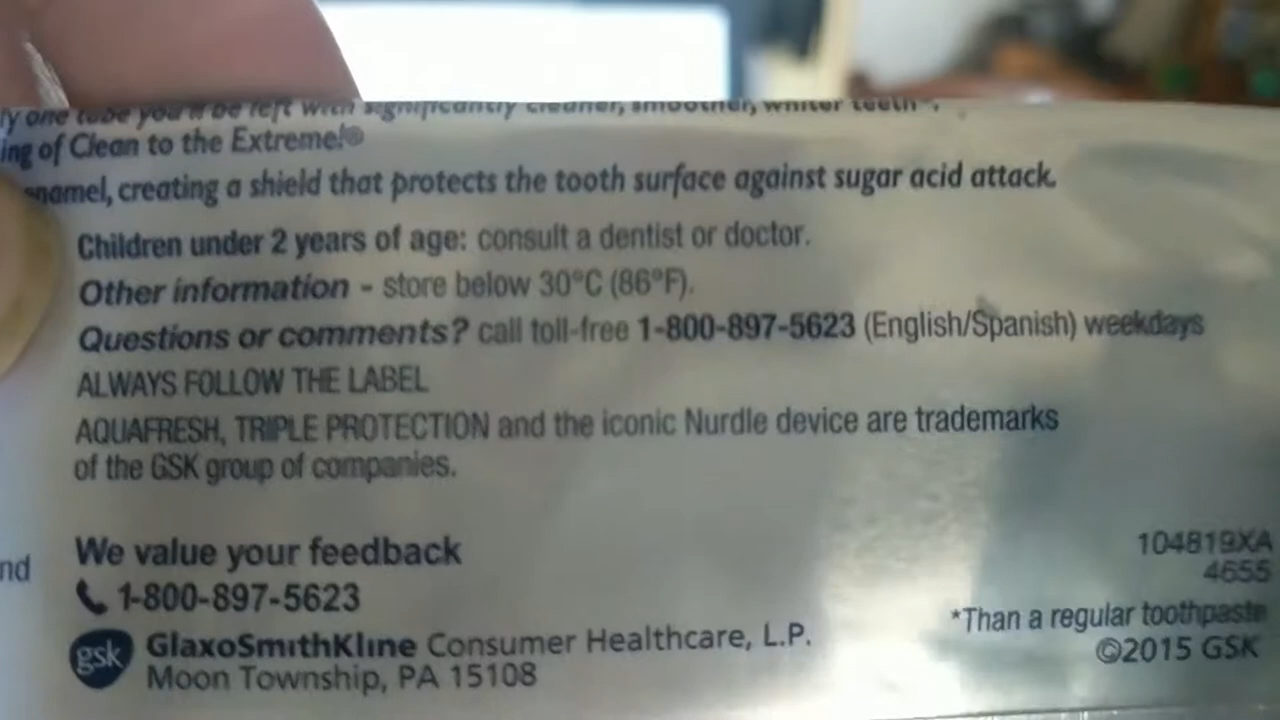 ly one tube you'll be left with significantly cleaner, smoother, whiter teeth*.
ing of Clean to the Extreme!®
enamel, creating a shield that protects the tooth surface against sugar acid attack.
Children under 2 years of age: consult a dentist or doctor.
Other information - store below 30°C (86°F).
Questions or comments? call toll-free 1-800-897-5623 (English/Spanish) weekdays
ALWAYS FOLLOW THE LABEL
AQUAFRESH, TRIPLE PROTECTION and the iconic Nurdle device are trademarks
of the GSK group of companies.
nd
We value your feedback
1-800-897-5623
gsk
GlaxoSmithKline Consumer Healthcare, L.P.
Moon Township, PA 15108
104819XA
4655
*Than a regular toothpaste
©2015 GSK